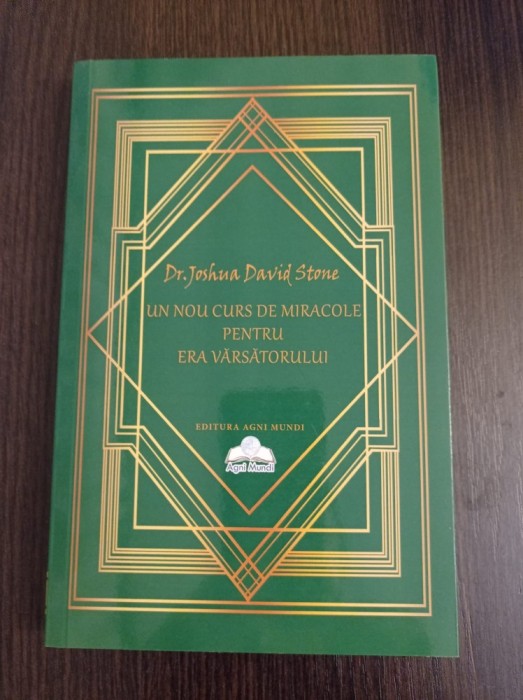 Dr. Joshua David Stone
UN NOU CURS DE MIRACOLE
PENTRU
ERA VĂRSĂTORULUI
EDITURA AGNI MUNDI
Agni Mundi